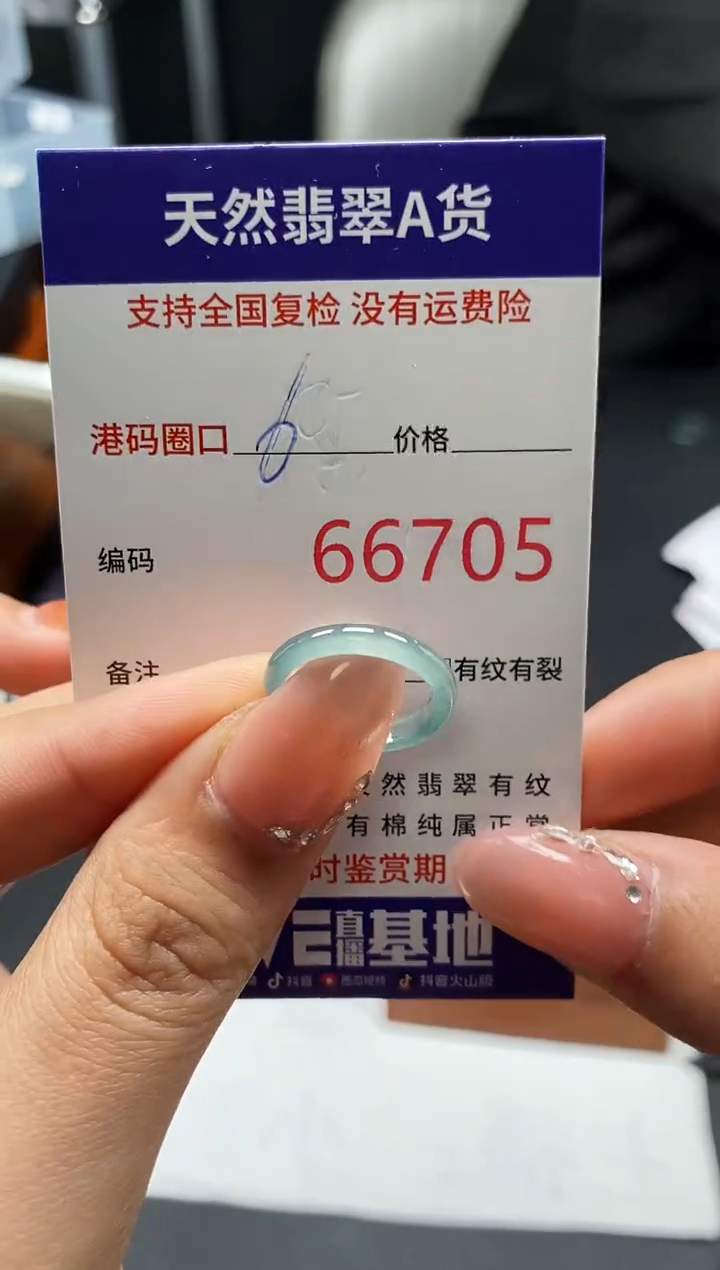 天然翡翠A货
支持全国复检 没有运费险
港码圈口 价格
编码 66705
备注 有纹有裂
然翡翠有纹
有棉纯属正常
时鉴赏期
直播基地
抖音 西瓜视频 抖音火山版